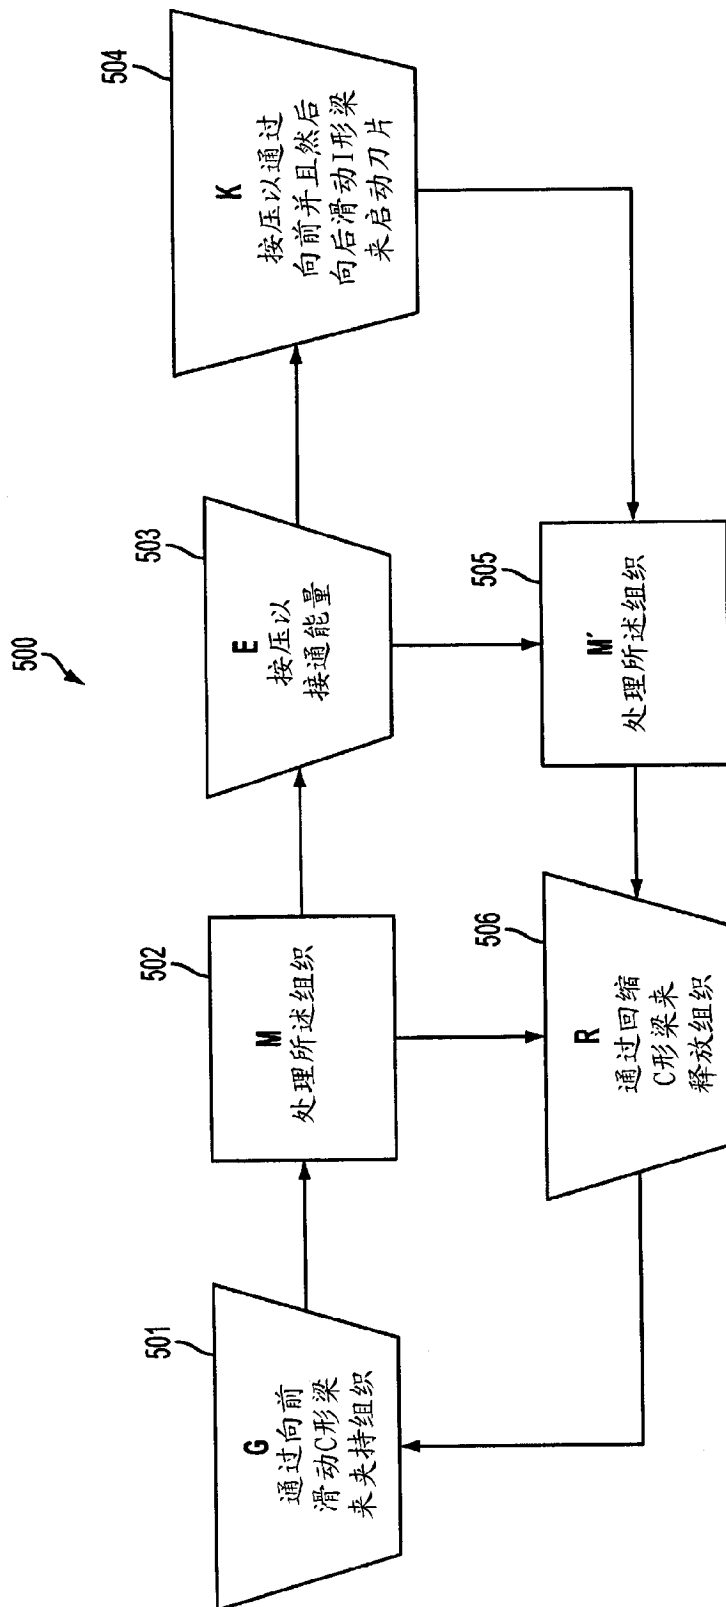 500
501
G
通过向前
滑动C形梁
来夹持组织
502
M
处理所述组织
503
E
按压以
接通能量
504
K
按压以通过
向前并且然后
向后滑动I形梁
来启动刀片
505
M'
处理所述组织
506
R
通过回缩
C形梁来
释放组织